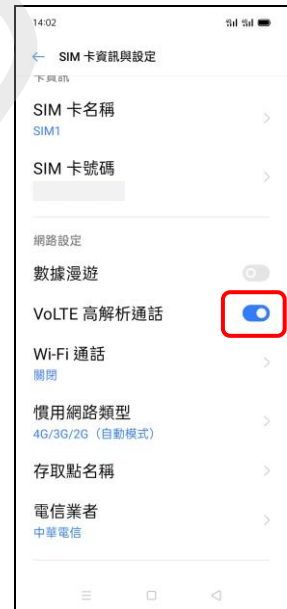 14:02
SIM 卡資訊與設定
卡資訊
SIM 卡名稱
SIM1
SIM 卡號碼
網路設定
數據漫遊
VoLTE 高解析通話
Wi-Fi 通話
關閉
慣用網路類型
4G/3G/2G（自動模式）
存取點名稱
電信業者
中華電信